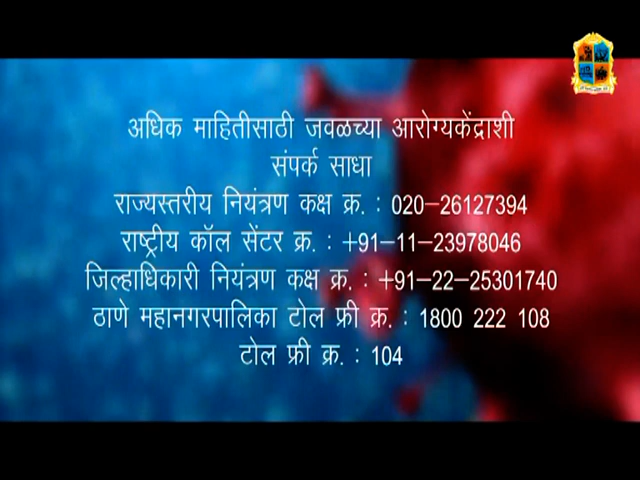 अधिक माहितीसाठी जवळच्या आरोग्यकेंद्राशी
संपर्क साधा
राज्यस्तरीय नियंत्रण कक्ष क्र. : 020–26127394
राष्ट्रीय कॉल सेंटर क्र. : +91–11–23978046
जिल्हाधिकारी नियंत्रण कक्ष क्र. : +91–22–25301740
ठाणे महानगरपालिका टोल फ्री क्र. : 1800 222 108
टोल फ्री क्र. : 104